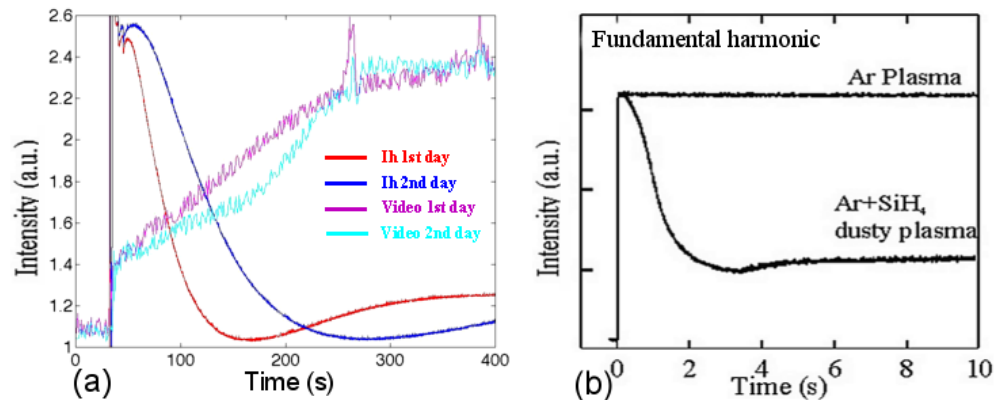 2.6
2.4
2.2
2
1.8
1.6
1.4
1.2
1
Intensity (a.u.)
Ih 1st day
Ih 2nd day
Video 1st day
Video 2nd day
0
100
200
300
400
Time (s)
(a)
Fundamental harmonic
Ar Plasma
Ar+SiH₄
dusty plasma
Intensity (a.u.)
0
2
4
6
8
10
Time (s)
(b)